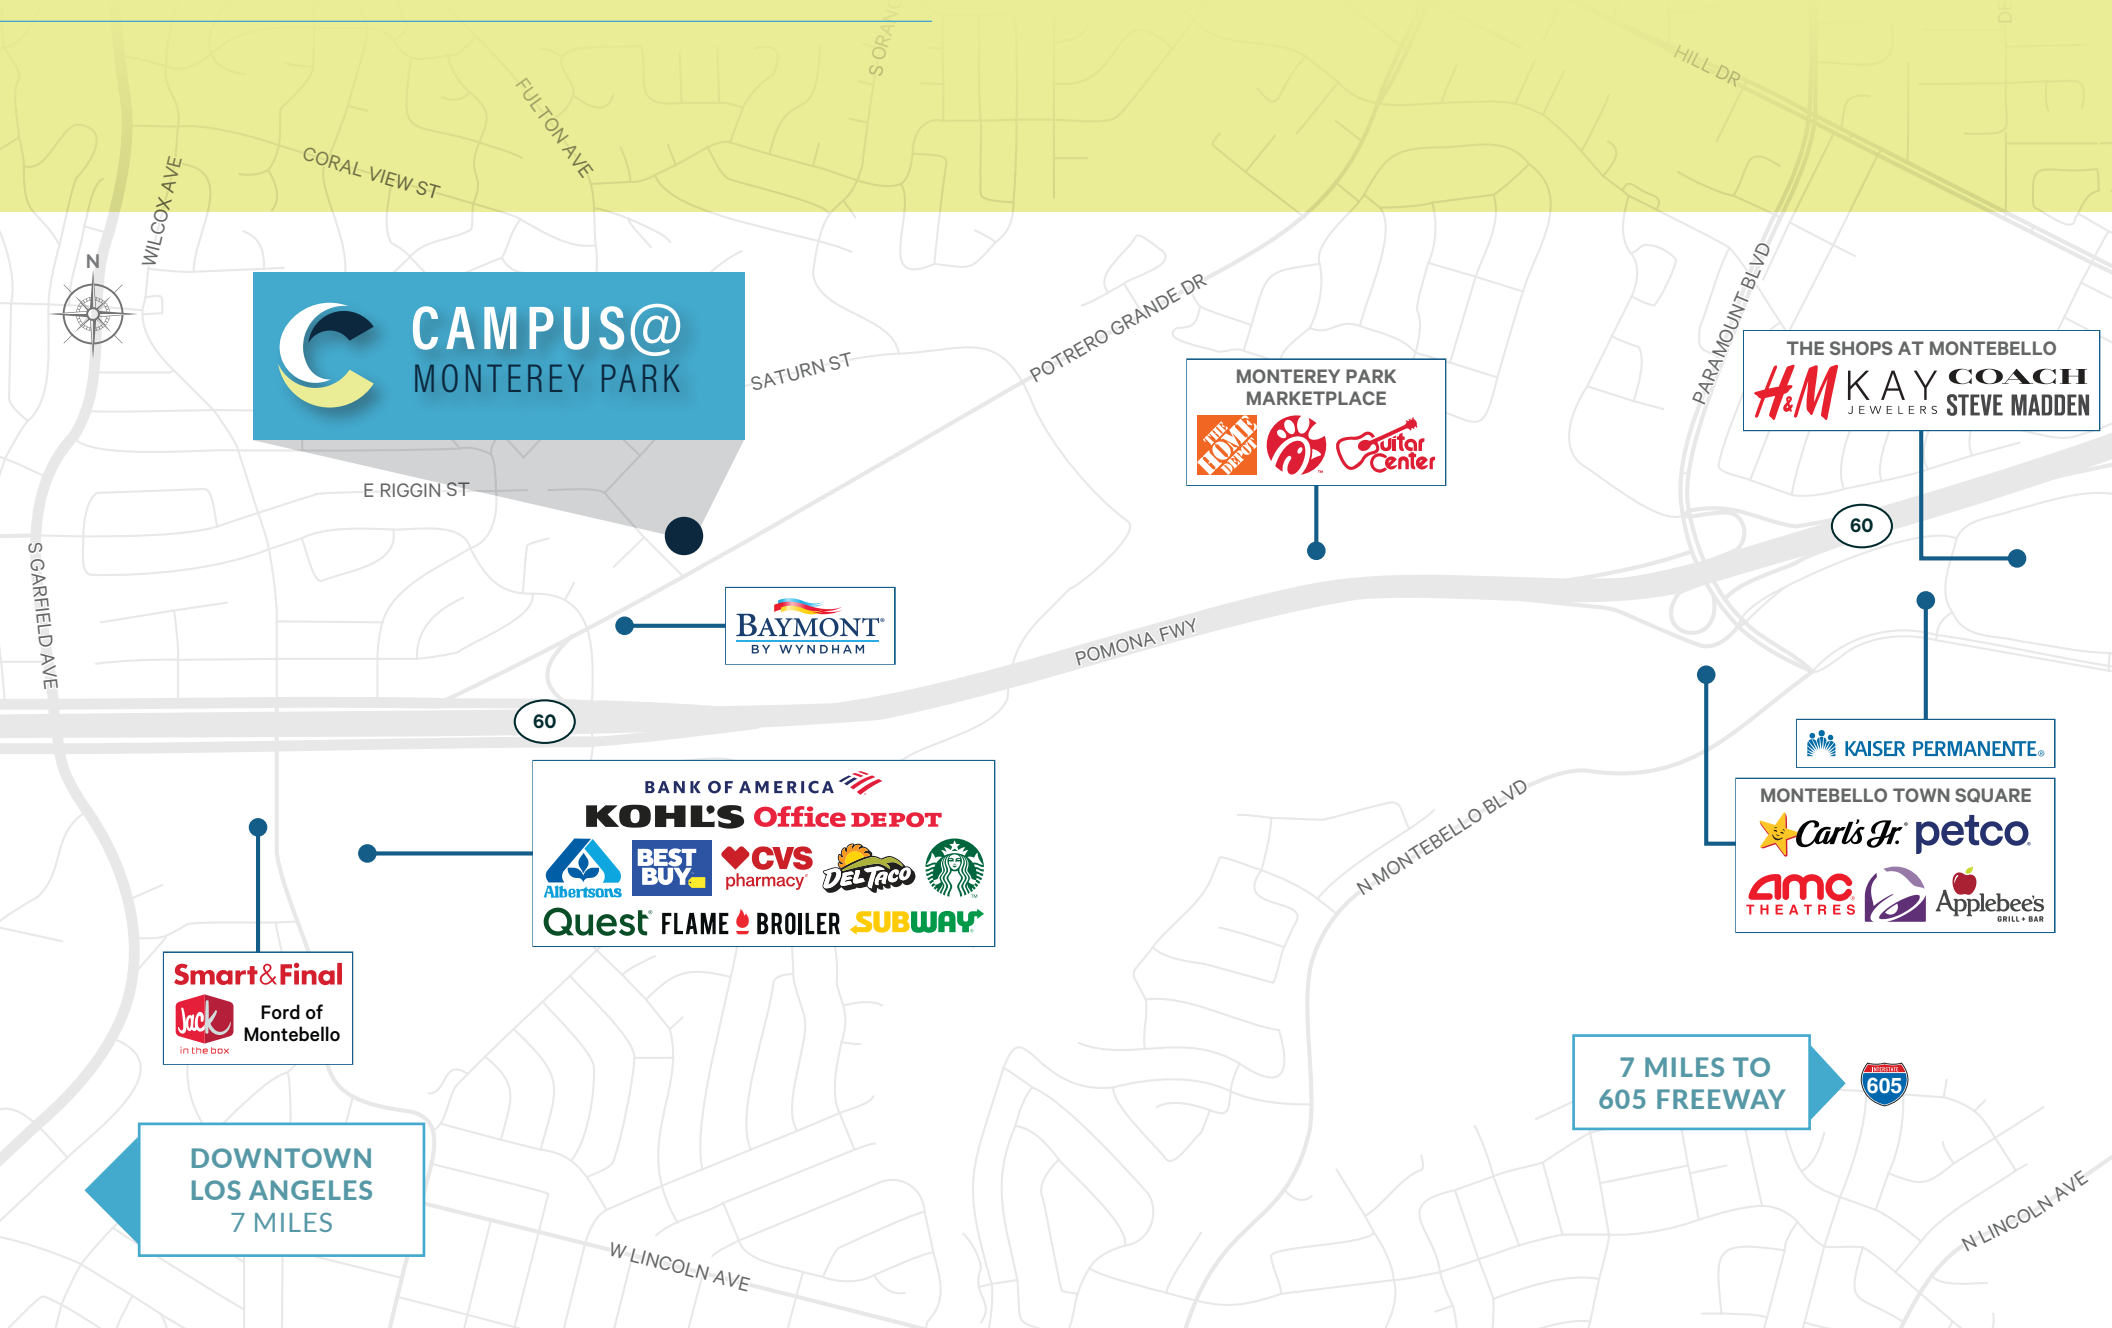 S ORAN
HILL DR
DE
FULTON AVE
CORAL VIEW ST
WILCOX AVE
N
CAMPUS@
MONTEREY PARK
SATURN ST
POTRERO GRANDE DR
PARAMOUNT BLVD
E RIGGIN ST
S GARFIELD AVE
MONTEREY PARK
MARKETPLACE
THE
HOME
DEPOT
Guitar
Center
THE SHOPS AT MONTEBELLO
H&M
KAY
JEWELERS
COACH
STEVE MADDEN
60
BAYMONT
BY WYNDHAM
POMONA FWY
60
KAISER PERMANENTE®
MONTEBELLO TOWN SQUARE
Carl's Jr.
petco
amc
THEATRES
Applebee's
GRILL + BAR
BANK OF AMERICA
KOHL'S
Office DEPOT
Albertsons
BEST
BUY
CVS
pharmacy
DEL TACO
Quest
FLAME BROILER
SUBWAY
N MONTEBELLO BLVD
Smart&Final
Jack
in the box
Ford of
Montebello
7 MILES TO
605 FREEWAY
INTERSTATE
605
DOWNTOWN
LOS ANGELES
7 MILES
W LINCOLN AVE
N LINCOLN AVE